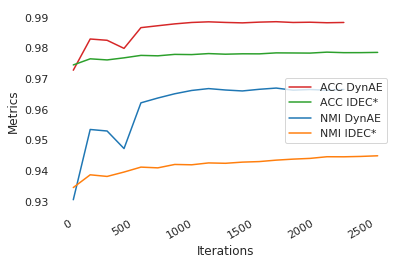 0.99
0.98
0.97
0.96
0.95
0.94
0.93
Metrics
ACC DynAE
ACC IDEC*
NMI DynAE
NMI IDEC*
0
500
1000
1500
2000
2500
Iterations